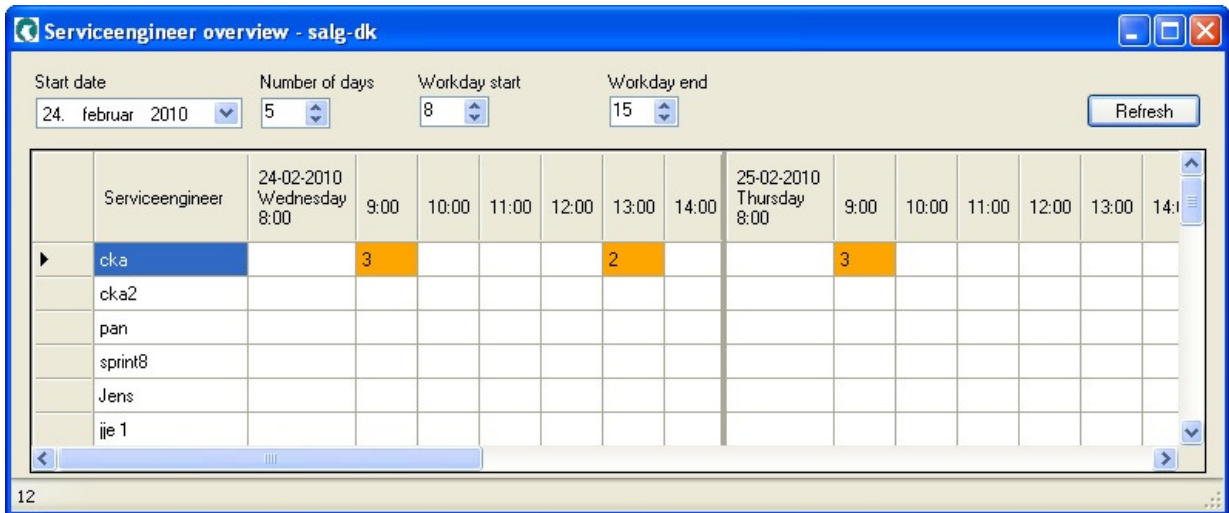 Serviceengineer overview - salg-dk
Start date Number of days Workday start Workday end
24. februar 2010 5 8 15 Refresh
Serviceengineer 24-02-2010 Wednesday 8:00 9:00 10:00 11:00 12:00 13:00 14:00 25-02-2010 Thursday 8:00 9:00 10:00 11:00 12:00 13:00
cka 3 2 3
cka2
pan
sprint8
Jens
jje 1
12